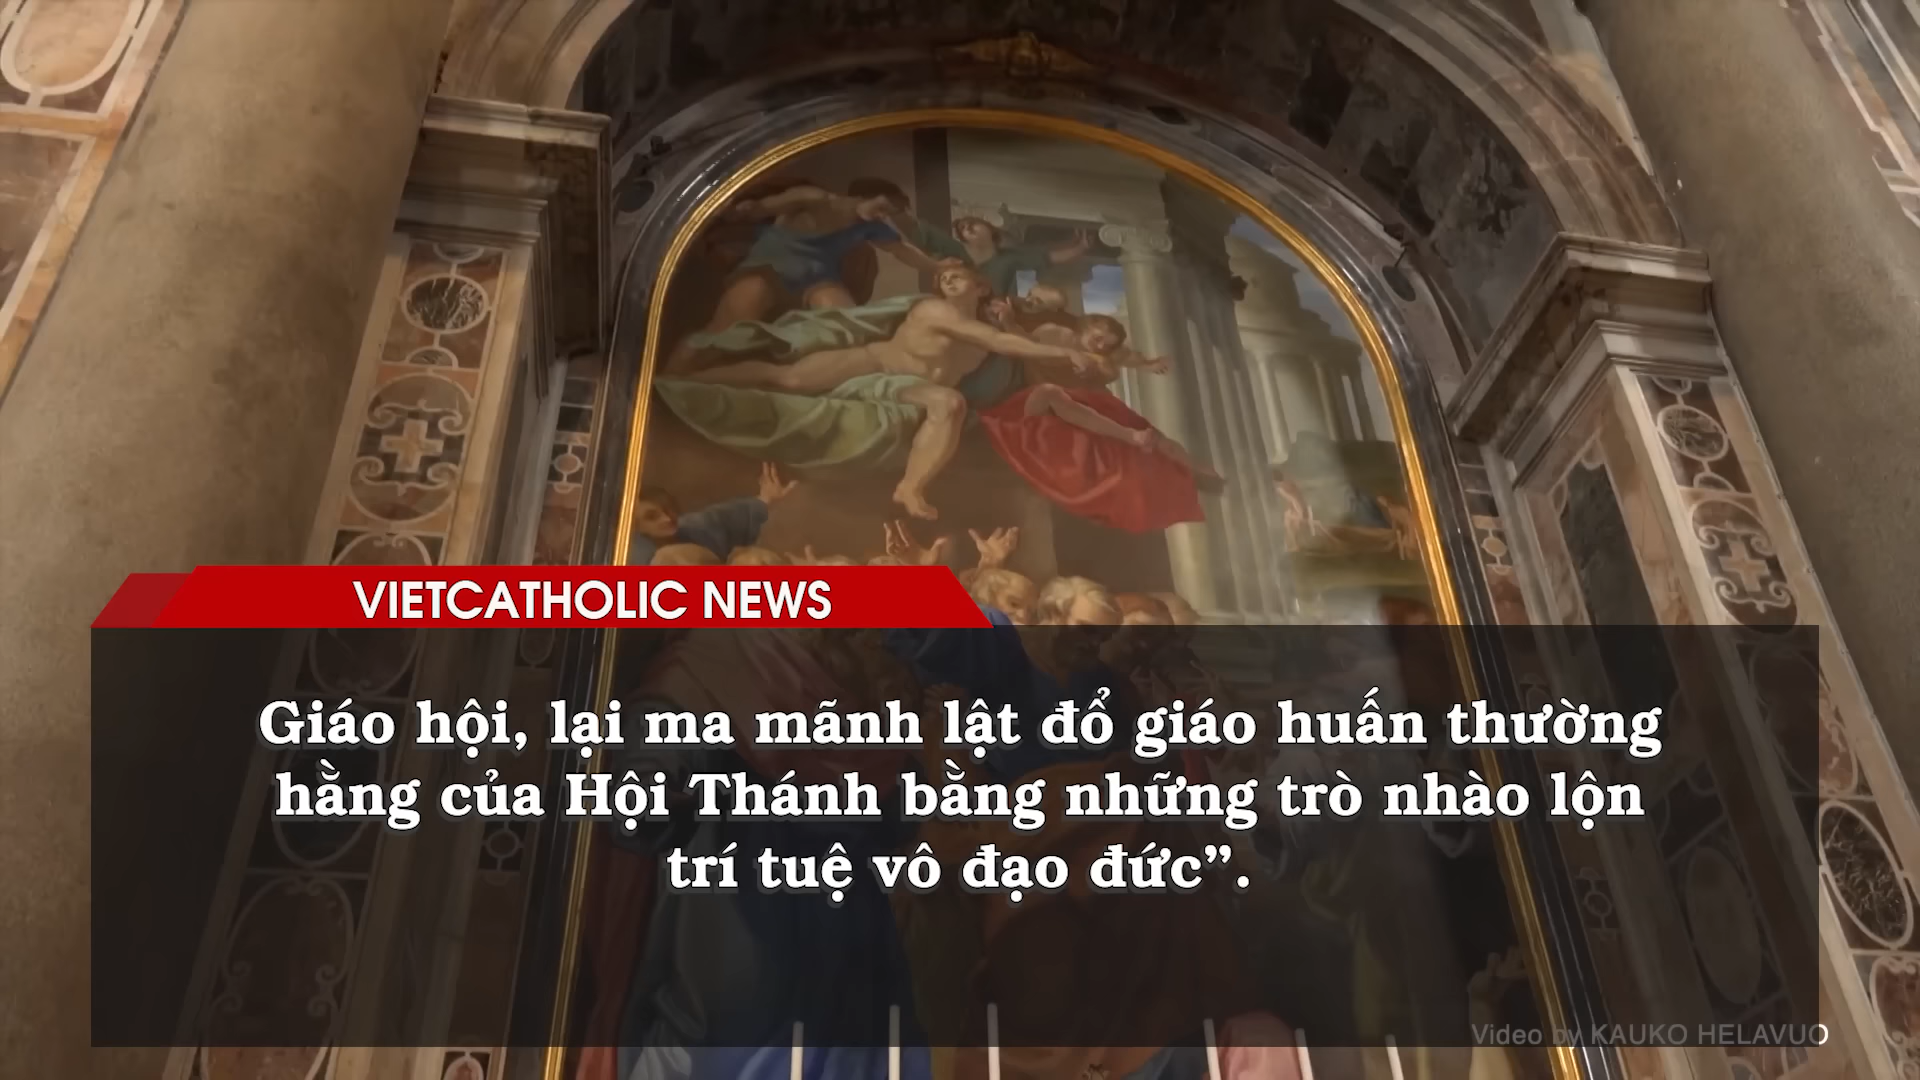 VIETCATHOLIC NEWS
Giáo hội, lại ma mãnh lật đổ giáo huấn thường
hằng của Hội Thánh bằng những trò nhào lộn
trí tuệ vô đạo đức”.
Video by KAUKO HELAVUO